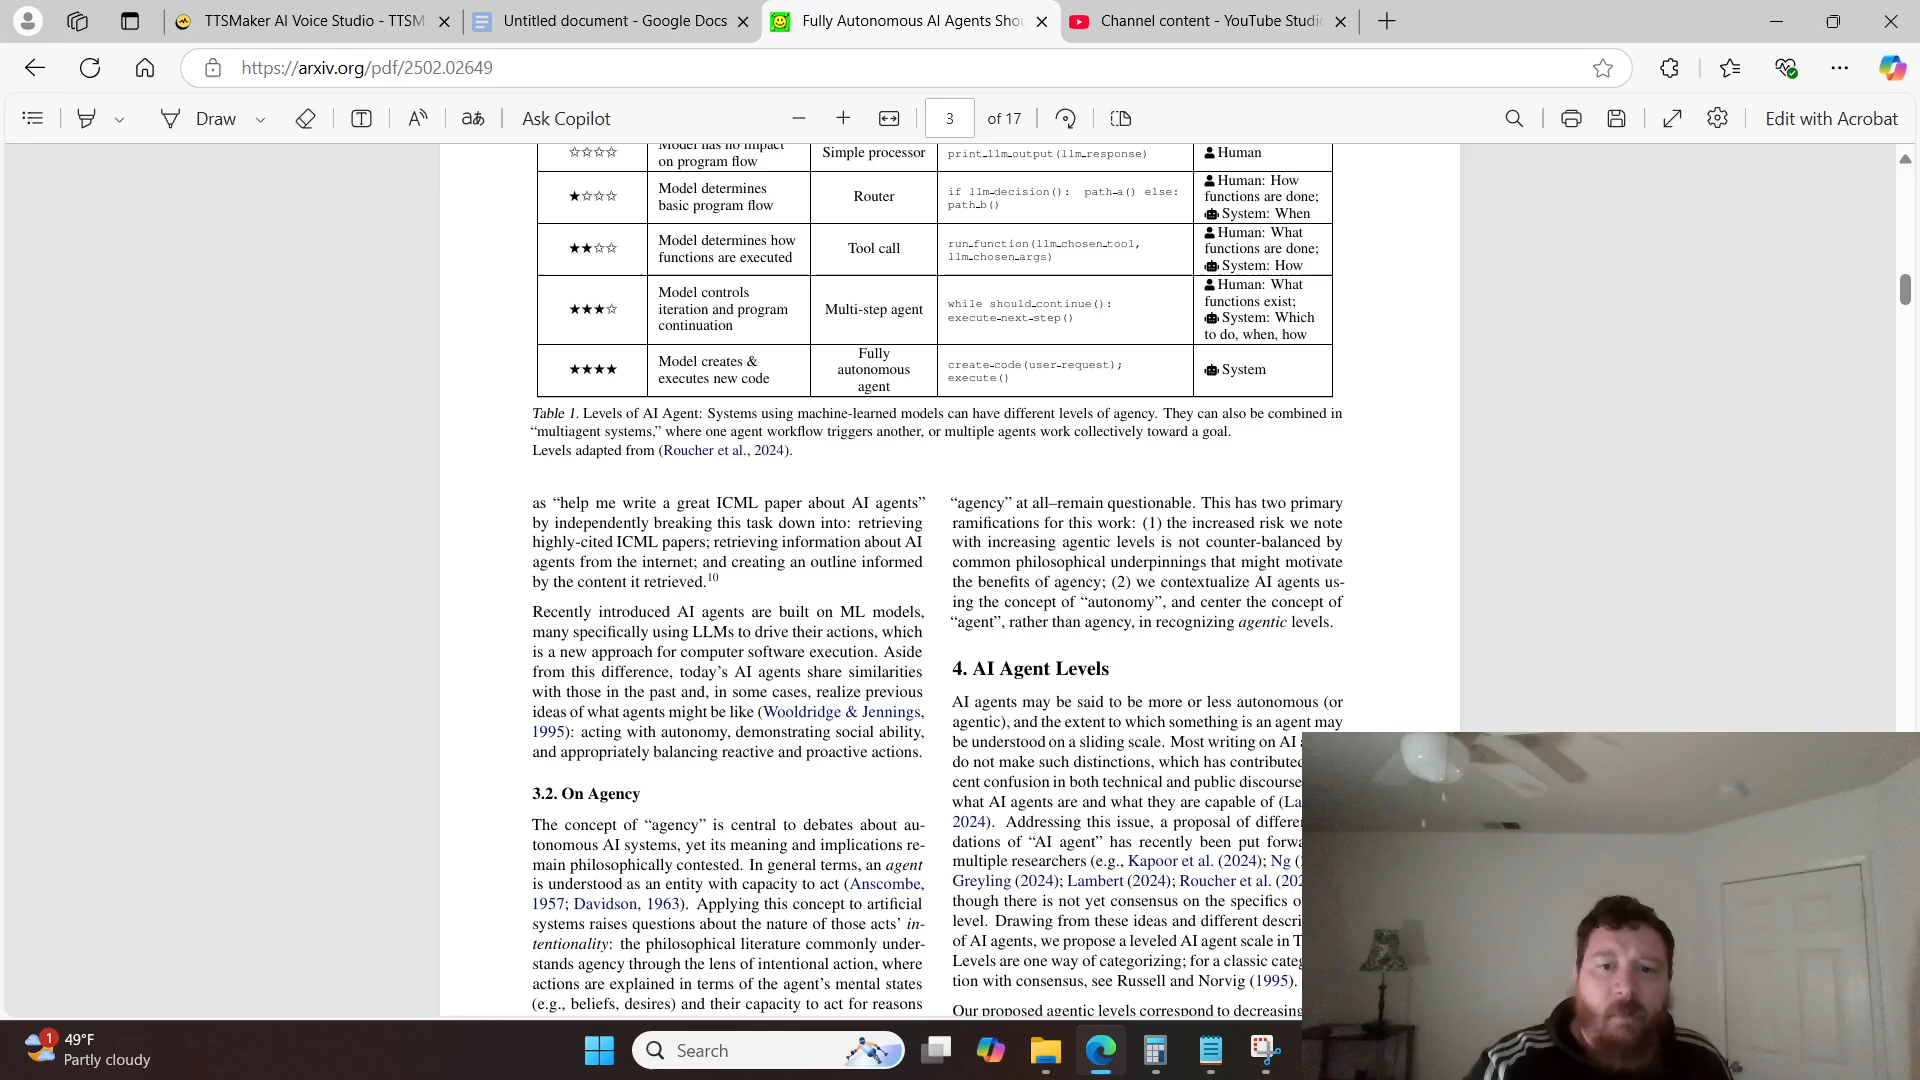 TTSMaker AI Voice Studio - TTSM
Untitled document - Google Docs
Fully Autonomous AI Agents Shou
Channel content - YouTube Studio
https://arxiv.org/pdf/2502.02649
Draw
Ask Copilot
3
of 17
Edit with Acrobat
☆☆☆☆
Model has no impact
on program flow
Simple processor
print_llm_output(llm_response)
Human
★☆☆☆
Model determines
basic program flow
Router
if llm_decision(): path_a() else:
path_b()
Human: How
functions are done;
System: When
★★☆☆
Model determines how
functions are executed
Tool call
run_function(llm_chosen_tool,
llm_chosen_args)
Human: What
functions are done;
System: How
★★★☆
Model controls
iteration and program
continuation
Multi-step agent
while should_continue():
execute_next_step()
Human: What
functions exist;
System: Which
to do, when, how
★★★★
Model creates &
executes new code
Fully
autonomous
agent
create_code(user_request);
execute()
System
Table 1. Levels of AI Agent: Systems using machine-learned models can have different levels of agency. They can also be combined in
“multiagent systems,” where one agent workflow triggers another, or multiple agents work collectively toward a goal.
Levels adapted from (Roucher et al., 2024).
as “help me write a great ICML paper about AI agents”
by independently breaking this task down into: retrieving
highly-cited ICML papers; retrieving information about AI
agents from the internet; and creating an outline informed
by the content it retrieved.10
Recently introduced AI agents are built on ML models,
many specifically using LLMs to drive their actions, which
is a new approach for computer software execution. Aside
from this difference, today’s AI agents share similarities
with those in the past and, in some cases, realize previous
ideas of what agents might be like (Wooldridge & Jennings,
1995): acting with autonomy, demonstrating social ability,
and appropriately balancing reactive and proactive actions.
3.2. On Agency
The concept of “agency” is central to debates about au-
tonomous AI systems, yet its meaning and implications re-
main philosophically contested. In general terms, an agent
is understood as an entity with capacity to act (Anscombe,
1957; Davidson, 1963). Applying this concept to artificial
systems raises questions about the nature of those acts’ in-
tentionality: the philosophical literature commonly under-
stands agency through the lens of intentional action, where
actions are explained in terms of the agent’s mental states
(e.g., beliefs, desires) and their capacity to act for reasons
“agency” at all–remain questionable. This has two primary
ramifications for this work: (1) the increased risk we note
with increasing agentic levels is not counter-balanced by
common philosophical underpinnings that might motivate
the benefits of agency; (2) we contextualize AI agents us-
ing the concept of “autonomy”, and center the concept of
“agent”, rather than agency, in recognizing agentic levels.
4. AI Agent Levels
AI agents may be said to be more or less autonomous (or
agentic), and the extent to which something is an agent may
be understood on a sliding scale. Most writing on AI
do not make such distinctions, which has contributed
cent confusion in both technical and public discourse
what AI agents are and what they are capable of (La
2024). Addressing this issue, a proposal of differen
dations of “AI agent” has recently been put forwa
multiple researchers (e.g., Kapoor et al. (2024); Ng (
Greyling (2024); Lambert (2024); Roucher et al. (202
though there is not yet consensus on the specifics o
level. Drawing from these ideas and different descri
of AI agents, we propose a leveled AI agent scale in T
Levels are one way of categorizing; for a classic categ
tion with consensus, see Russell and Norvig (1995).
Our proposed agentic levels correspond to decreasing
1
49°F
Partly cloudy
Search